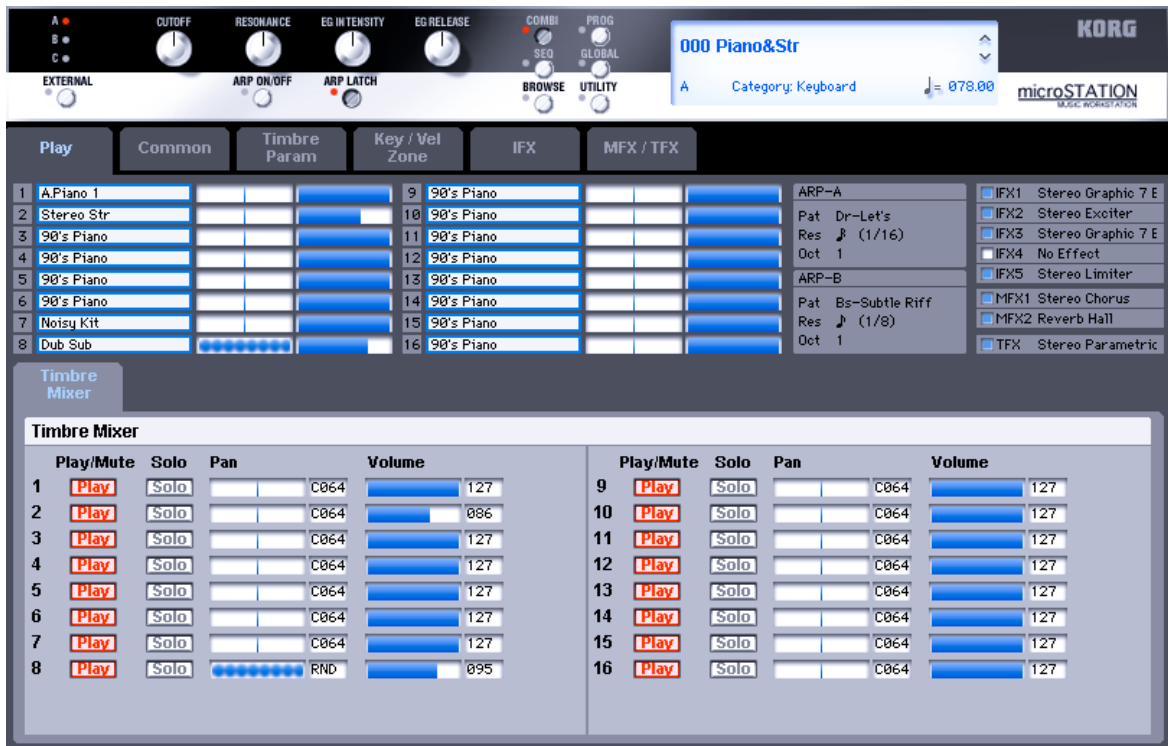 A CUTOFF RESONANCE EG INTENSITY EG RELEASE COMBI PROG KORG
B
C
SEQ GLOBAL
000 Piano&Str
EXTERNAL ARP ON/OFF ARP LATCH BROWSE UTILITY
A Category: Keyboard = 078.00
microSTATION
MUSIC WORKSTATION
Play Common Timbre Param Key / Vel Zone IFX MFX / TFX
1 A.Piano 1
2 Stereo Str
3 90's Piano
4 90's Piano
5 90's Piano
6 90's Piano
7 Noisy Kit
8 Dub Sub
9 90's Piano
10 90's Piano
11 90's Piano
12 90's Piano
13 90's Piano
14 90's Piano
15 90's Piano
16 90's Piano
ARP-A
Pat Dr-Let's
Res (1/16)
Oct 1
ARP-B
Pat Bs-Subtle Riff
Res (1/8)
Oct 1
IFX1 Stereo Graphic 7 E
IFX2 Stereo Exciter
IFX3 Stereo Graphic 7 E
IFX4 No Effect
IFX5 Stereo Limiter
MFX1 Stereo Chorus
MFX2 Reverb Hall
TFX Stereo Parametric
Timbre
Mixer
Timbre Mixer
Play/Mute Solo Pan Volume
1 Play Solo C064 127
2 Play Solo C064 086
3 Play Solo C064 127
4 Play Solo C064 127
5 Play Solo C064 127
6 Play Solo C064 127
7 Play Solo C064 127
8 Play Solo RND 095
Play/Mute Solo Pan Volume
9 Play Solo C064 127
10 Play Solo C064 127
11 Play Solo C064 127
12 Play Solo C064 127
13 Play Solo C064 127
14 Play Solo C064 127
15 Play Solo C064 127
16 Play Solo C064 127